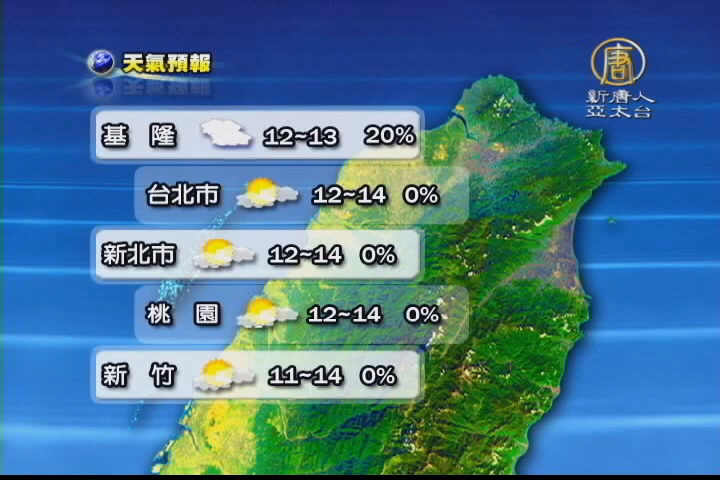 天氣預報
唐
新唐人
亞太台
基隆 12~13 20%
台北市 12~14 0%
新北市 12~14 0%
桃園 12~14 0%
新竹 11~14 0%